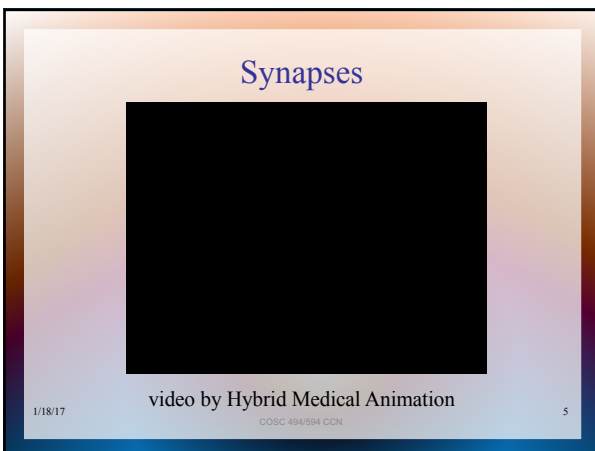 Synapses
video by Hybrid Medical Animation
1/18/17
COSC 494/594 CCN
5